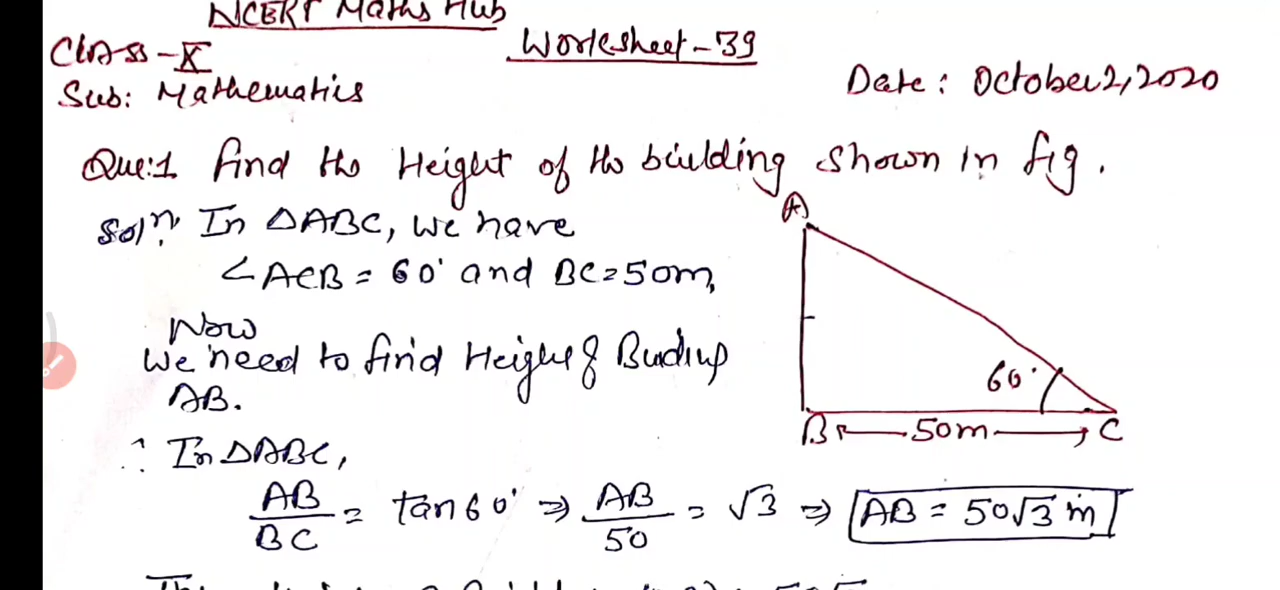 NCERT Maths Hub
Class - X
Worksheet - 39
Sub: Mathematics
Date: October 2, 2020
Que:1 find the Height of the building shown in fig.
Soln: In △ABC, we have
∠ACB = 60° and BC = 50m,
Now
we need to find Height of Building
AB.
∴ In △ABC,
AB/BC = tan 60° ⇒ AB/50 = √3 ⇒ AB = 50√3 m
A
60°
B 50m C